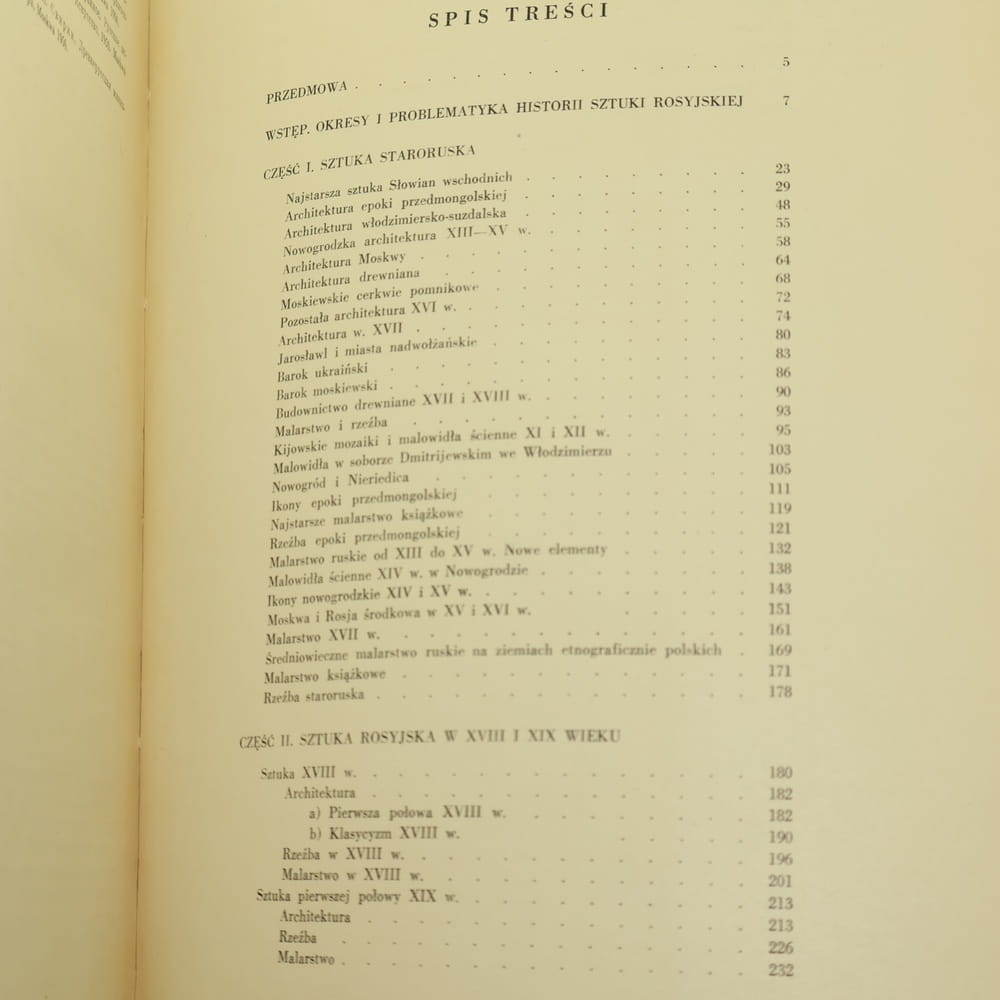 SPIS TREŚCI
PRZEDMOWA . . . . . . . . . . . . . . . 5
WSTĘP. OKRESY I PROBLEMATYKA HISTORII SZTUKI ROSYJSKIEJ 7
CZĘŚĆ I. SZTUKA STARORUSKA
Najstarsza sztuka Słowian wschodnich . . . . . . . . . 23
Architektura epoki przedmongolskiej . . . . . . . . . 29
Architektura włodzimiersko-suzdalska . . . . . . . . . 48
Nowogrodzka architektura XIII—XV w. . . . . . . . . 55
Architektura Moskwy . . . . . . . . . . . . 58
Architektura drewniana . . . . . . . . . . . . 64
Moskiewskie cerkwie pomnikowe . . . . . . . . . . 68
Pozostała architektura XVI w. . . . . . . . . . . . 72
Architektura w. XVII . . . . . . . . . . . . . 74
Jarosławl i miasta nadwołżańskie . . . . . . . . . . 80
Barok ukraiński . . . . . . . . . . . . . . 83
Barok moskiewski . . . . . . . . . . . . . . 86
Budownictwo drewniane XVII i XVIII w. . . . . . . . . 90
Malarstwo i rzeźba . . . . . . . . . . . . . 93
Kijowskie mozaiki i malowidła ścienne XI i XII w. . . . . . 95
Malowidła w soborze Dmitrijewskim we Włodzimierzu . . . . . 103
Nowogród i Nieriedica . . . . . . . . . . . . 105
Ikony epoki przedmongolskiej . . . . . . . . . . 111
Najstarsze malarstwo książkowe . . . . . . . . . . 119
Rzeźba epoki przedmongolskiej . . . . . . . . . . 121
Malarstwo ruskie od XIII do XV w. Nowe elementy . . . . . 132
Malowidła ścienne XIV w. w Nowogrodzie . . . . . . . . 138
Ikony nowogrodzkie XIV i XV w. . . . . . . . . . . 143
Moskwa i Rosja środkowa w XV i XVI w. . . . . . . 151
Malarstwo XVII w. . . . . . . . . . . . . . . 161
Średniowieczne malarstwo ruskie na ziemiach etnograficznie polskich . 169
Malarstwo książkowe . . . . . . . . . . . . . 171
Rzeźba staroruska . . . . . . . . . . . . . . 178
CZĘŚĆ II. SZTUKA ROSYJSKA W XVIII I XIX WIEKU
Sztuka XVIII w. . . . . . . . . . . . . . . . 180
Architektura . . . . . . . . . . . . . . 182
a) Pierwsza połowa XVIII w. . . . . . . . . . 182
b) Klasycyzm XVIII w. . . . . . . 190
Rzeźba w XVIII w. . . . . . . . . . . . . . 196
Malarstwo w XVIII w. . . . . . . . . . . . . 201
Sztuka pierwszej połowy XIX w. . . . . . . . . . . . 213
Architektura . . . . . . . . . . . . . . 213
Rzeźba . . . . . . . . . . . . . . . 226
Malarstwo . . . . . . . . . . . . . . . 232